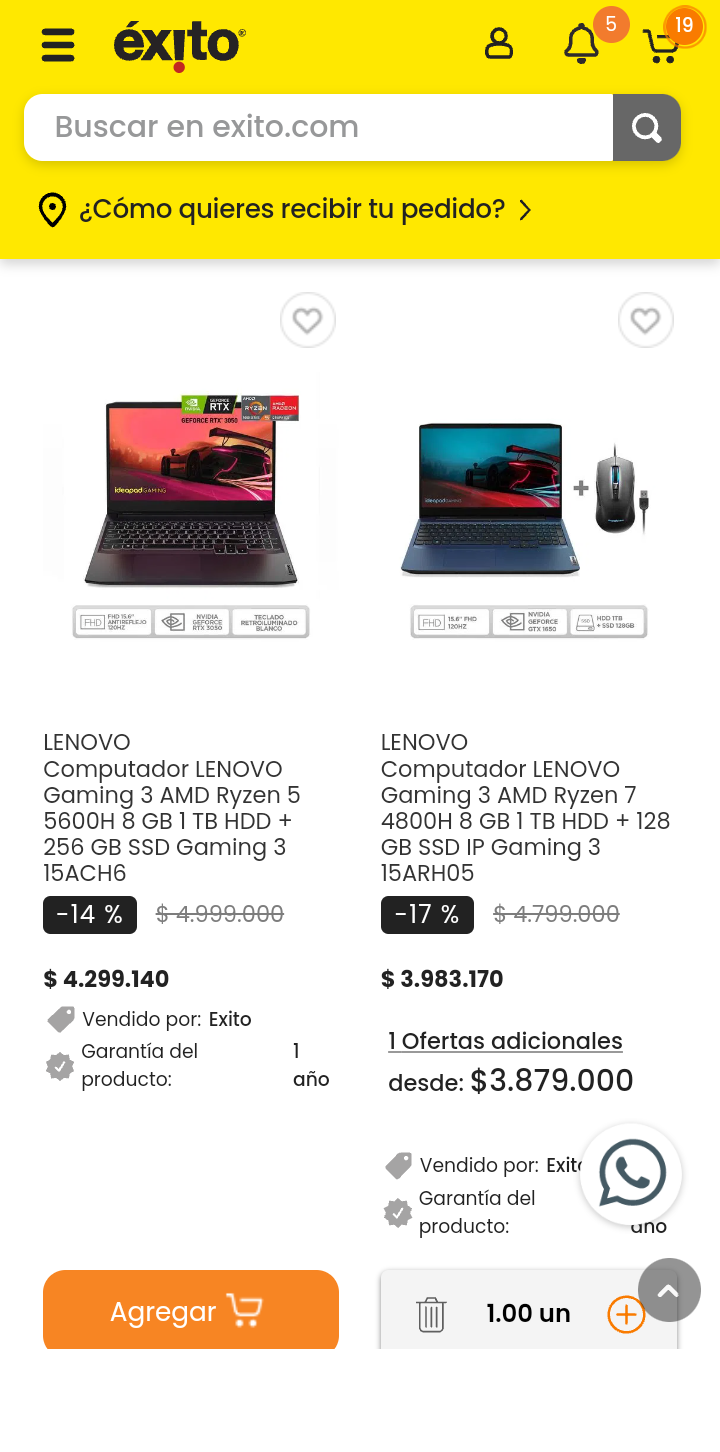 éxito
5
19
Buscar en exito.com
¿Cómo quieres recibir tu pedido?
NVIDIA
GEFORCE
RTX
AMD
RYZEN
AMD
RADEON
GEFORCE RTX™ 3050
ideapad GAMING
FHD
FHD 15.6"
ANTIREFLEJO
120HZ
NVIDIA
GEFORCE
RTX 3050
TECLADO
RETROILUMINADO
BLANCO
+
FHD
15.6" FHD
120HZ
NVIDIA
GEFORCE
GTX 1650
SSD
HDD 1TB
+ SSD 128GB
LENOVO
Computador LENOVO
Gaming 3 AMD Ryzen 5
5600H 8 GB 1 TB HDD +
256 GB SSD Gaming 3
15ACH6
-14 % $ 4.999.000
$ 4.299.140
Vendido por: Exito
Garantía del producto: 1 año
Agregar
LENOVO
Computador LENOVO
Gaming 3 AMD Ryzen 7
4800H 8 GB 1 TB HDD + 128
GB SSD IP Gaming 3
15ARH05
-17 % $ 4.799.000
$ 3.983.170
1 Ofertas adicionales
desde: $3.879.000
Vendido por:
Garantía del
producto: año
1.00 un